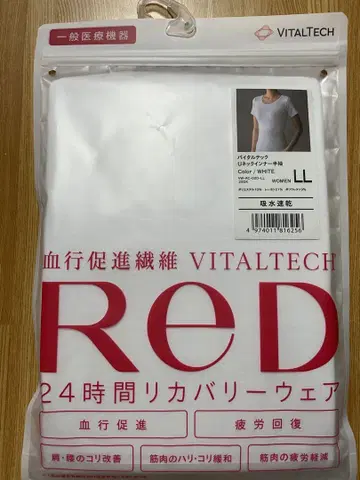 一般医療機器
VITALTECH
バイタルテック
Uネックインナー半袖
Color / WHITE
WOMEN LL
吸水速乾
4 974011 816256
血行促進繊維 VITALTECH
ReD
24時間リカバリーウェア
血行促進
疲労回復
肩・腰のコリ改善
筋肉のハリ・コリ緩和
筋肉の疲労軽減